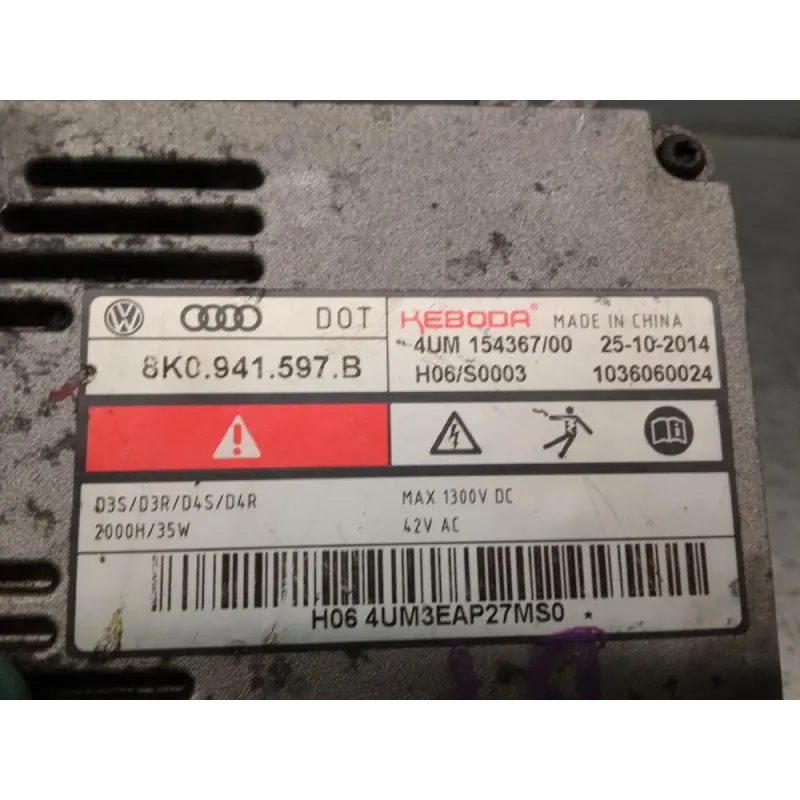 DOT
8K0.941.597.B
KEBODA® MADE IN CHINA
4UM 154367/00 25-10-2014
H06/S0003 1036060024
D3S/D3R/D4S/D4R
2000H/35W
MAX 1300V DC
42V AC
H06 4UM3EAP27MS0 *